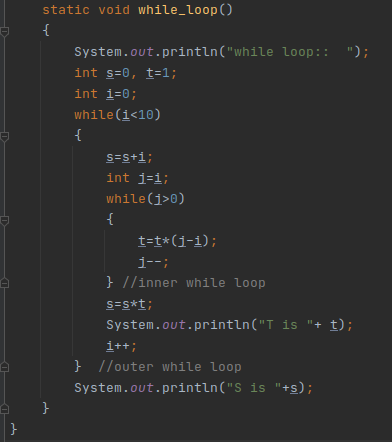 static void while_loop()
{
System.out.println("while loop::  ");
int s=0, t=1;
int i=0;
while(i<10)
{
s=s+i;
int j=i;
while(j>0)
{
t=t*(j-i);
j--;
} //inner while loop
s=s*t;
System.out.println("T is "+ t);
i++;
}  //outer while loop
System.out.println("S is "+s);
}
}